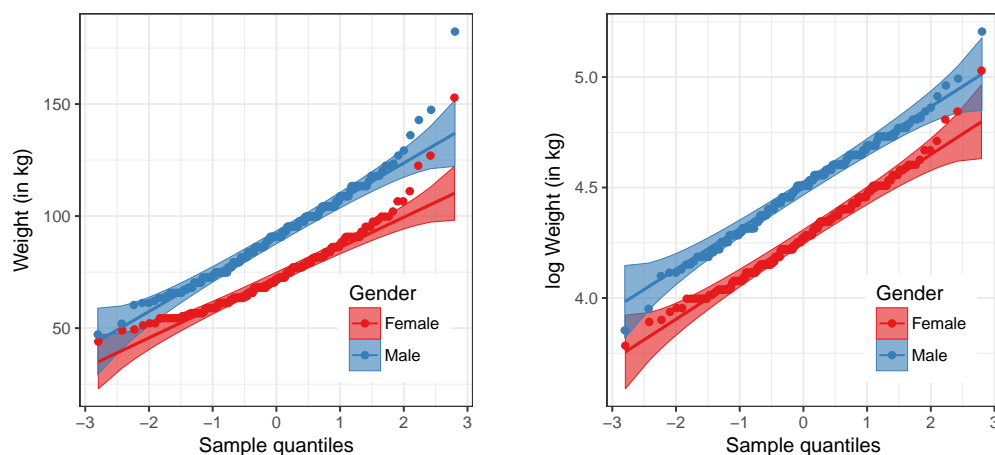 Weight (in kg)
150
100
50
−3 −2 −1 0 1 2 3
Sample quantiles
Gender
Female
Male
log Weight (in kg)
5.0
4.5
4.0
−3 −2 −1 0 1 2 3
Sample quantiles
Gender
Female
Male